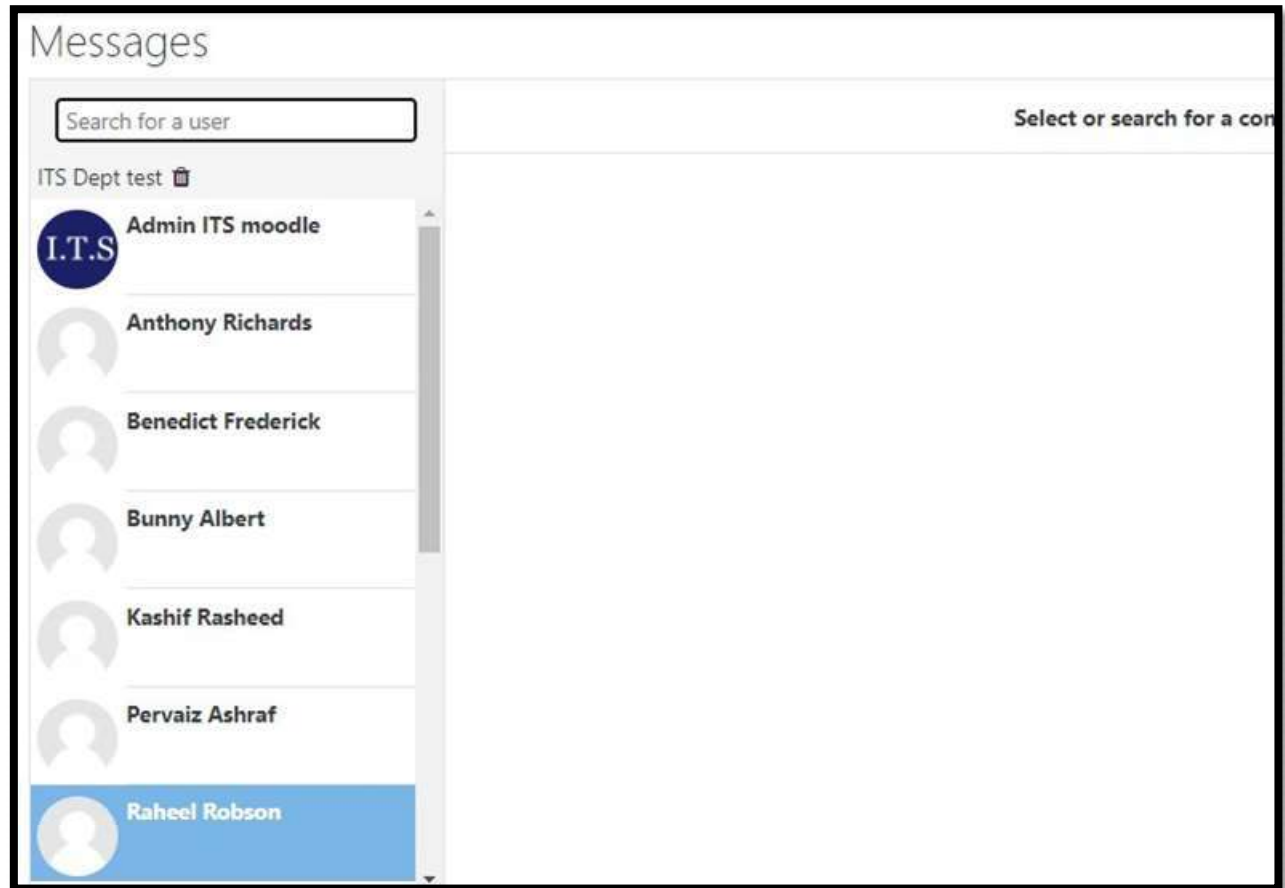 Messages
Search for a user
Select or search for a con
ITS Dept test
I.T.S
Admin ITS moodle
Anthony Richards
Benedict Frederick
Bunny Albert
Kashif Rasheed
Pervaiz Ashraf
Raheel Robson